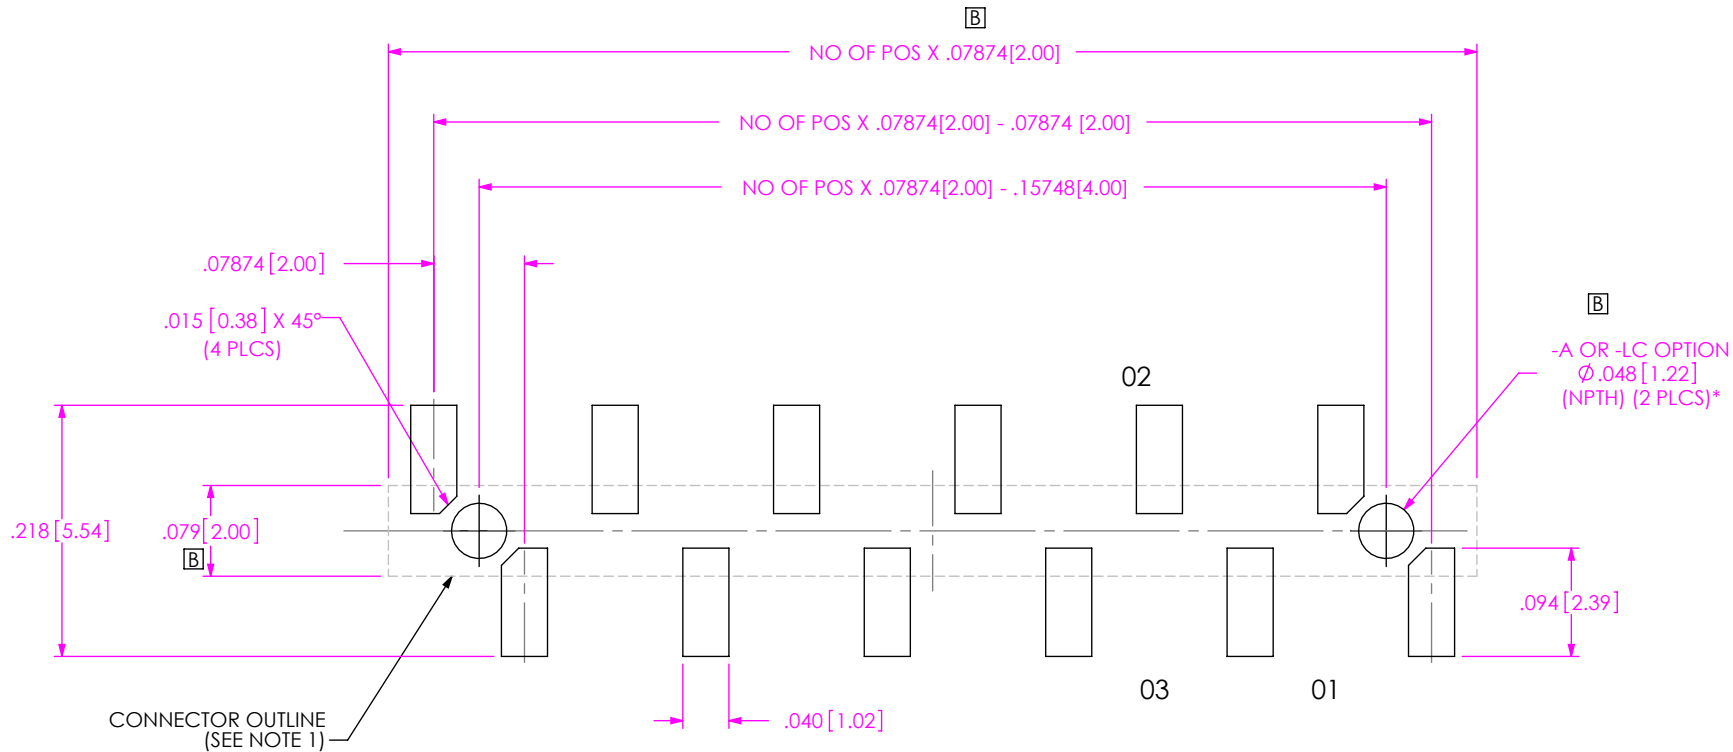 B
NO OF POS X .07874[2.00]
NO OF POS X .07874[2.00] - .07874 [2.00]
NO OF POS X .07874[2.00] - .15748[4.00]
.07874[2.00]
.015 [0.38] X 45°
(4 PLCS)
B
-A OR -LC OPTION
Ø.048[1.22]
(NPTH) (2 PLCS)*
02
.218[5.54]
.079[2.00]
B
.094[2.39]
03
01
.040[1.02]
CONNECTOR OUTLINE
(SEE NOTE 1)